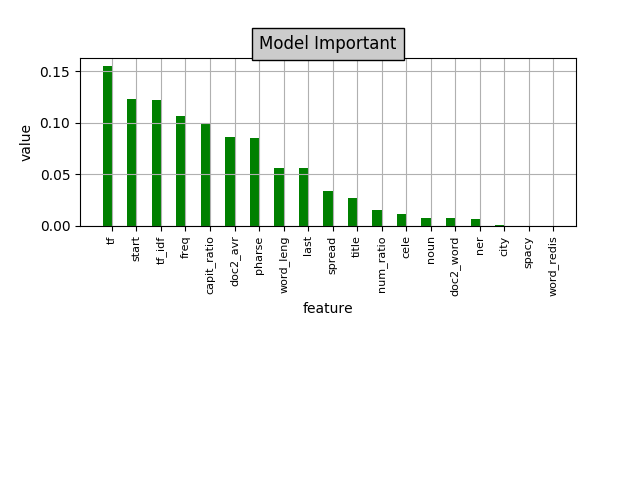 Model Important
value
0.15
0.10
0.05
0.00
tf
start
tf_idf
freq
capit_ratio
doc2_avr
pharse
word_leng
last
spread
title
num_ratio
cele
noun
doc2_word
ner
city
spacy
word_redis
feature